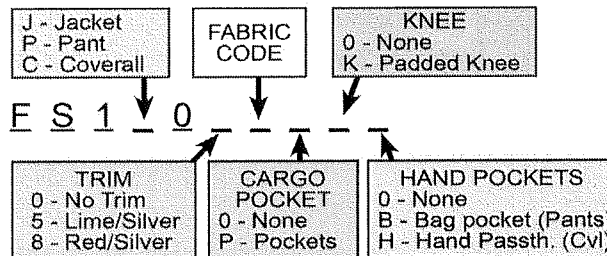 J - Jacket
P - Pant
C - Coverall
FABRIC
CODE
KNEE
0 - None
K - Padded Knee
F S 1 _ 0 _ _ _ _ _
TRIM
0 - No Trim
5 - Lime/Silver
8 - Red/Silver
CARGO
POCKET
0 - None
P - Pockets
HAND POCKETS
0 - None
B - Bag pocket (Pants)
H - Hand Passth. (Cvl)